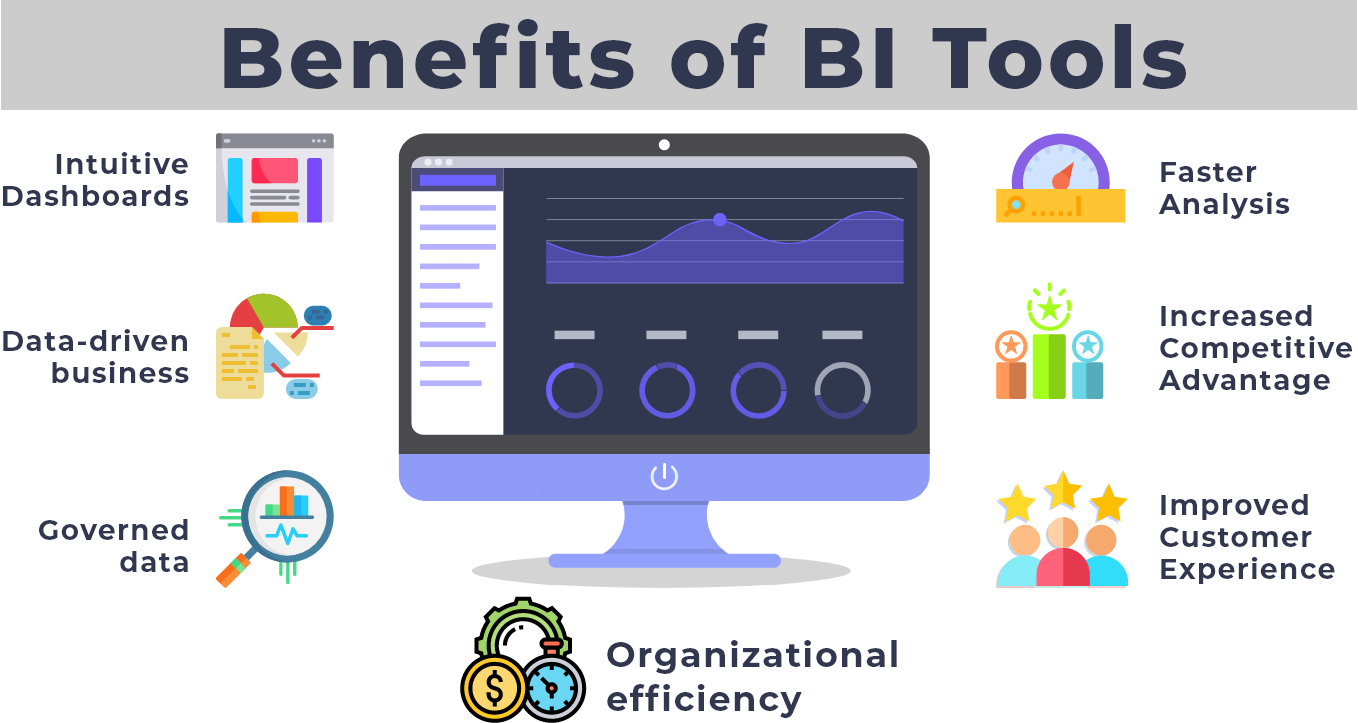 Benefits of BI Tools
Intuitive
Dashboards
Data-driven
business
Governed
data
Faster
Analysis
Increased
Competitive
Advantage
Improved
Customer
Experience
$
Organizational
efficiency